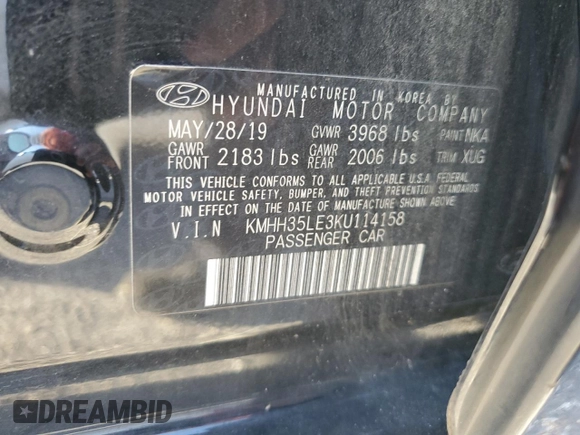 MANUFACTURED IN KOREA BY
HYUNDAI MOTOR COMPANY
MAY/28/19 GVWR 3968 lbs PAINT NKA
GAWR FRONT 2183 lbs GAWR REAR 2006 lbs TRIM XUG
THIS VEHICLE CONFORMS TO ALL APPLICABLE U.S.A FEDERAL
MOTOR VEHICLE SAFETY, BUMPER, AND THEFT PREVENTION STANDARDS
IN EFFECT ON THE DATE OF MANUFACTURE SHOWN ABOVE
V.I.N KMHH35LE3KU114158
PASSENGER CAR
DREAMBID